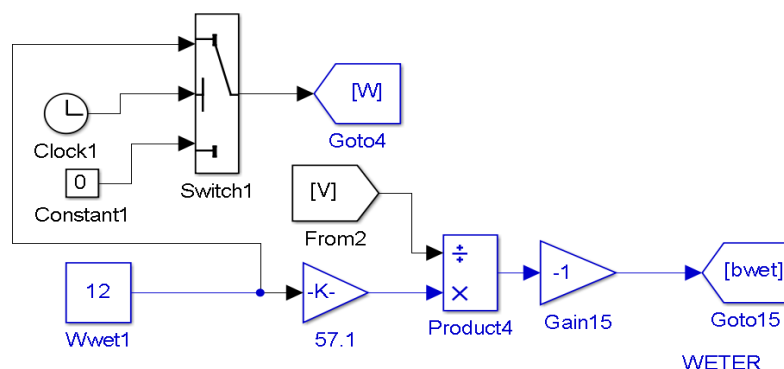 [W]
Goto4
Clock1
0
Constant1
Switch1
[V]
From2
12
Wwet1
-K-
57.1
÷
×
Product4
-1
Gain15
[bwet]
Goto15
WETER